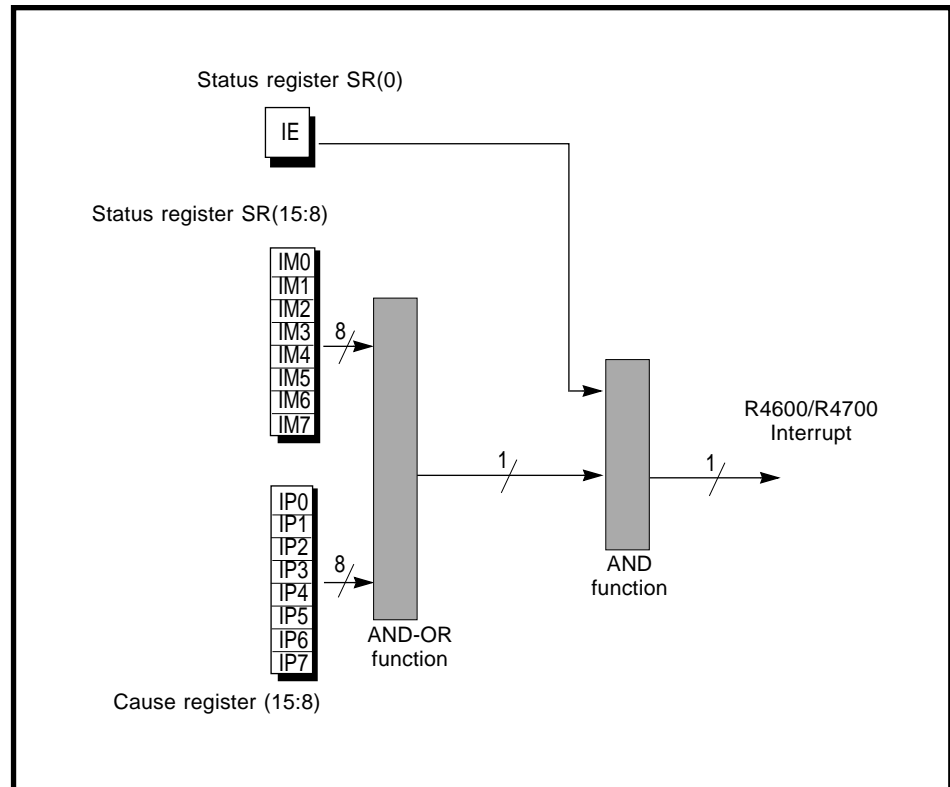 Status register SR(0)
IE
Status register SR(15:8)
IM0
IM1
IM2
IM3
IM4
IM5
IM6
IM7
8
IP0
IP1
IP2
IP3
IP4
IP5
IP6
IP7
8
Cause register (15:8)
AND-OR
function
1
AND
function
1
R4600/R4700
Interrupt